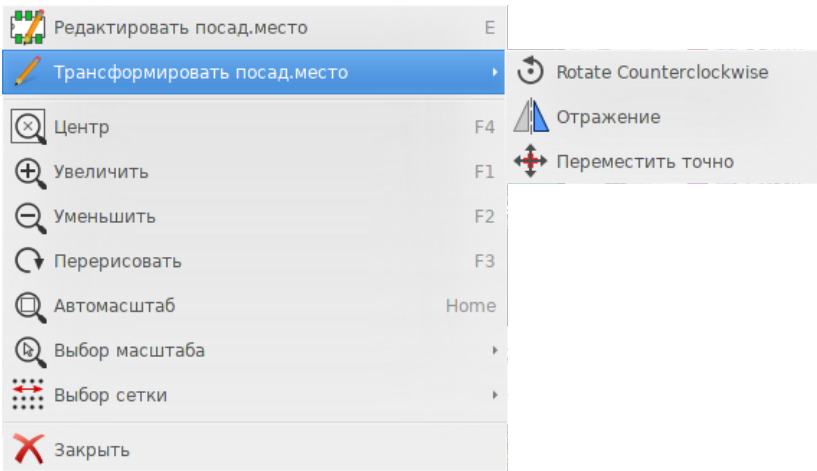 Редактировать посад.место E
Трансформировать посад.место
Rotate Counterclockwise
Отражение
Переместить точно
Центр F4
Увеличить F1
Уменьшить F2
Перерисовать F3
Автомасштаб Home
Выбор масштаба
Выбор сетки
Закрыть